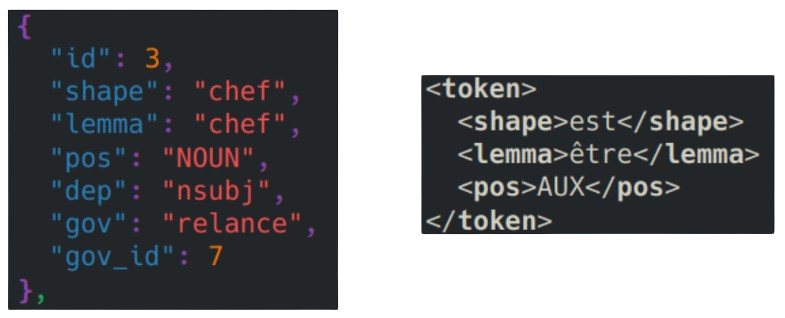 {
"id": 3,
"shape": "chef",
"lemma": "chef",
"pos": "NOUN",
"dep": "nsubj",
"gov": "relance",
"gov_id": 7
},
<token>
<shape>est</shape>
<lemma>être</lemma>
<pos>AUX</pos>
</token>